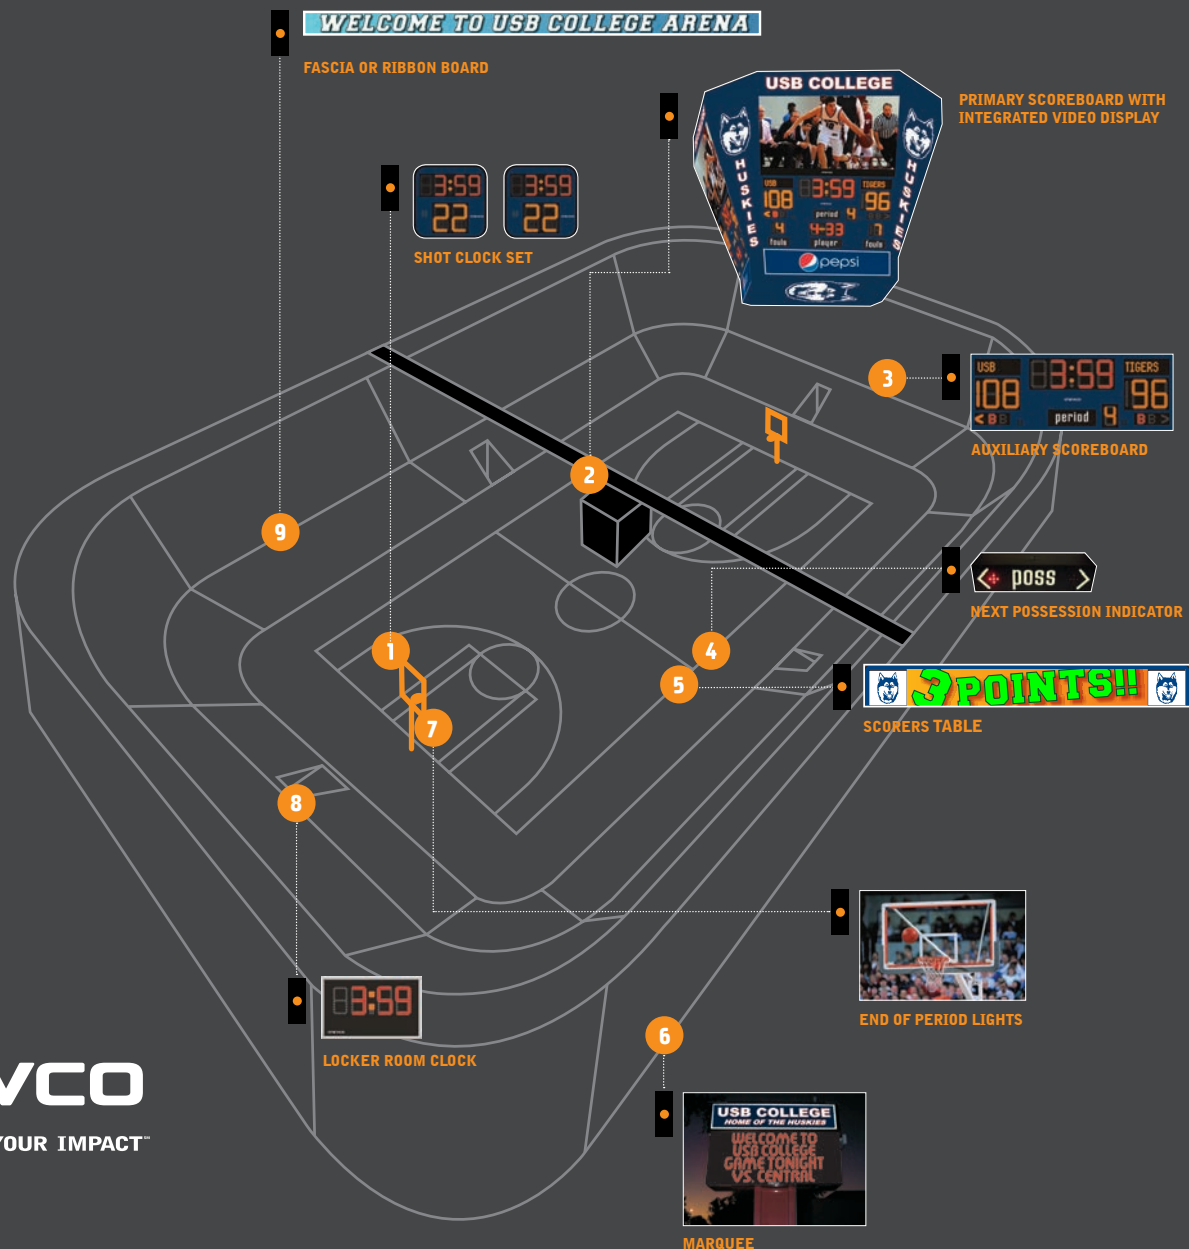 WELCOME TO USB COLLEGE ARENA
FASCIA OR RIBBON BOARD
USB COLLEGE
HUSKIES
HUSKIES
USB
3:59
TIGERS
108
96
period 4
< B
B >
4
4-33
7
fouls
player
fouls
pepsi
PRIMARY SCOREBOARD WITH
INTEGRATED VIDEO DISPLAY
3:59
22
3:59
22
SHOT CLOCK SET
3
USB
3:59
TIGERS
108
96
< B B
period 4
B B >
AUXILIARY SCOREBOARD
2
9
< poss >
NEXT POSSESSION INDICATOR
1
4
5
3 POINTS!!
SCORERS TABLE
7
8
END OF PERIOD LIGHTS
3:59
LOCKER ROOM CLOCK
6
VCO
YOUR IMPACT
USB COLLEGE
HOME OF THE HUSKIES
WELCOME TO
USB COLLEGE
GAME TONIGHT
VS. CENTRAL
MARQUEE